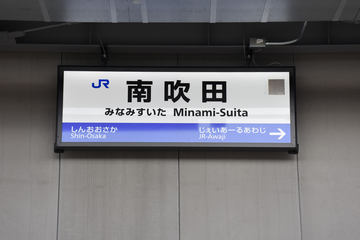 JR 南吹田
みなみすいた Minami-Suita
しんおおさか じぇいあーるあわじ
Shin-Osaka JR-Awaji →